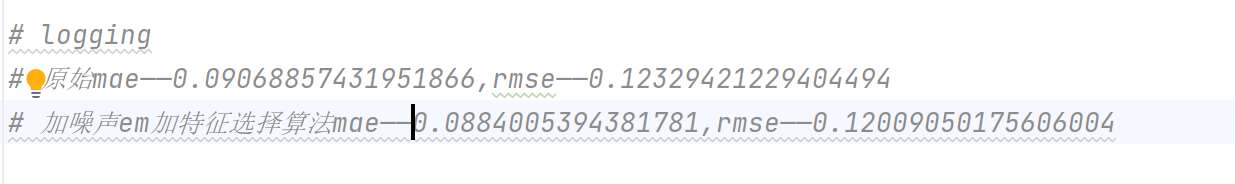 # logging
# 原始mae——0.09068857431951866,rmse——0.12329421229404494
# 加噪声em加特征选择算法mae——0.0884005394381781,rmse——0.12009050175606004